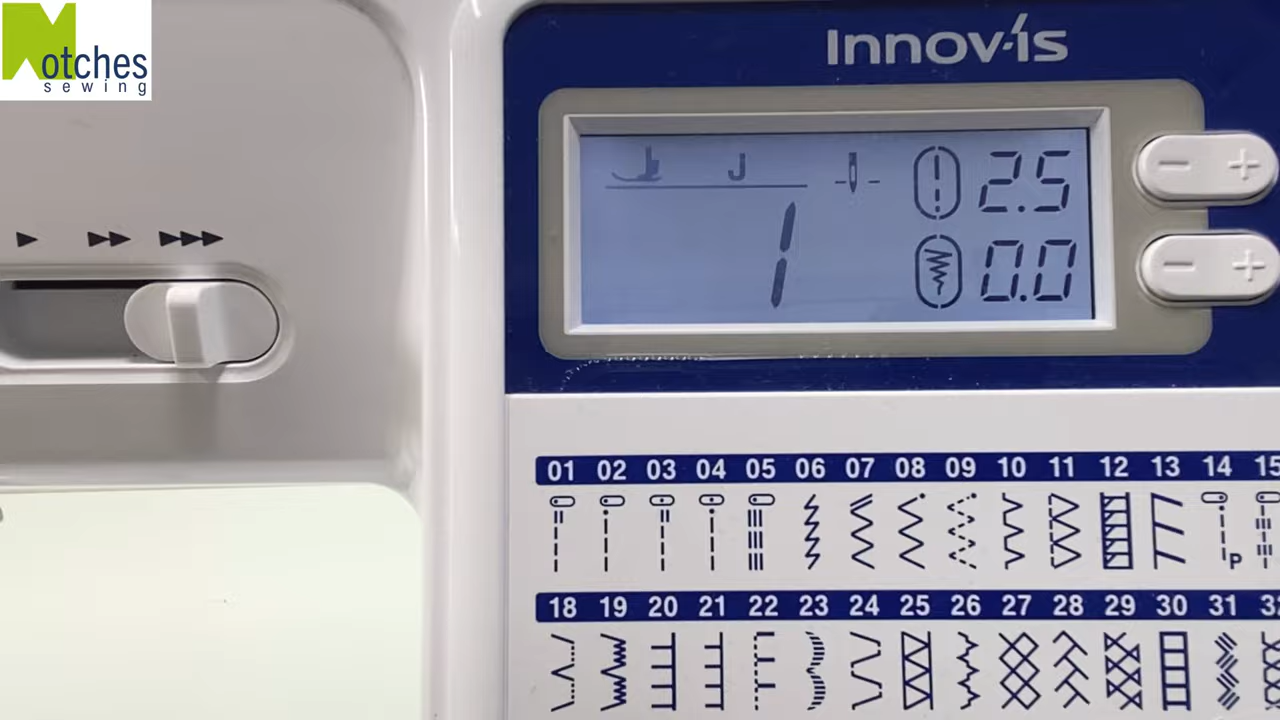 Notches
sewing
Innov-ís
J
2.5
1
0.0
01 02 03 04 05 06 07 08 09 10 11 12 13 14 15
P
18 19 20 21 22 23 24 25 26 27 28 29 30 31